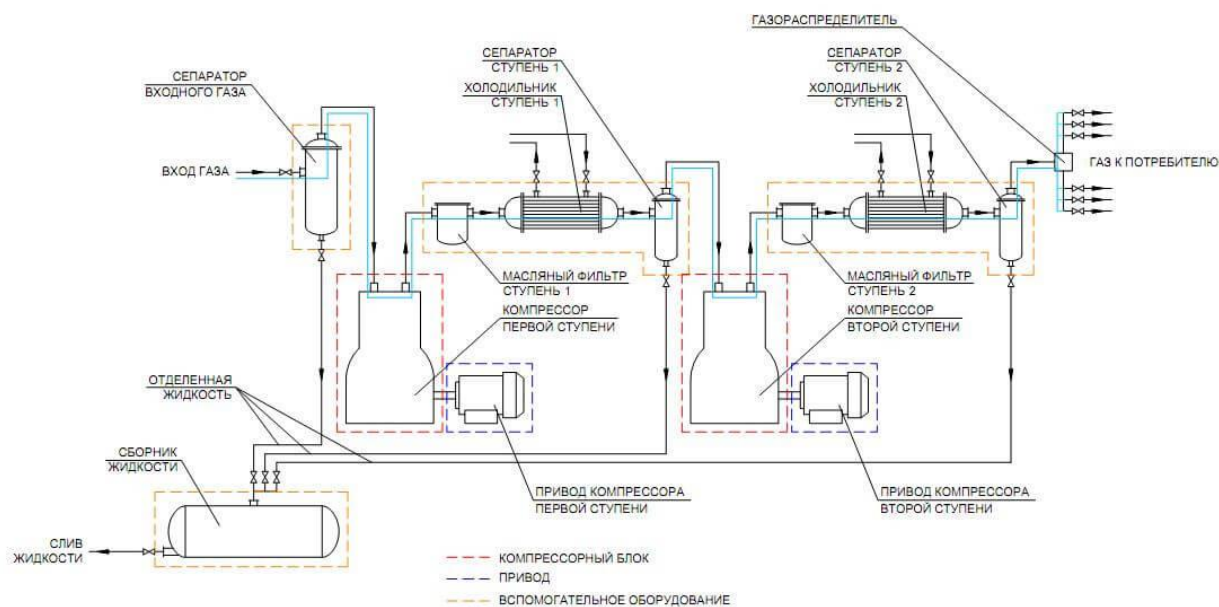 ГАЗОРАСПРЕДЕЛИТЕЛЬ
СЕПАРАТОР
ВХОДНОГО ГАЗА
СЕПАРАТОР
СТУПЕНЬ 1
ХОЛОДИЛЬНИК
СТУПЕНЬ 1
СЕПАРАТОР
СТУПЕНЬ 2
ХОЛОДИЛЬНИК
СТУПЕНЬ 2
ВХОД ГАЗА
ГАЗ К ПОТРЕБИТЕЛЮ
МАСЛЯНЫЙ ФИЛЬТР
СТУПЕНЬ 1
КОМПРЕССОР
ПЕРВОЙ СТУПЕНИ
МАСЛЯНЫЙ ФИЛЬТР
СТУПЕНЬ 2
КОМПРЕССОР
ВТОРОЙ СТУПЕНИ
ОТДЕЛЕННАЯ
ЖИДКОСТЬ
СБОРНИК
ЖИДКОСТИ
ПРИВОД КОМПРЕССОРА
ПЕРВОЙ СТУПЕНИ
ПРИВОД КОМПРЕССОРА
ВТОРОЙ СТУПЕНИ
СЛИВ
ЖИДКОСТИ
КОМПРЕССОРНЫЙ БЛОК
ПРИВОД
ВСПОМОГАТЕЛЬНОЕ ОБОРУДОВАНИЕ